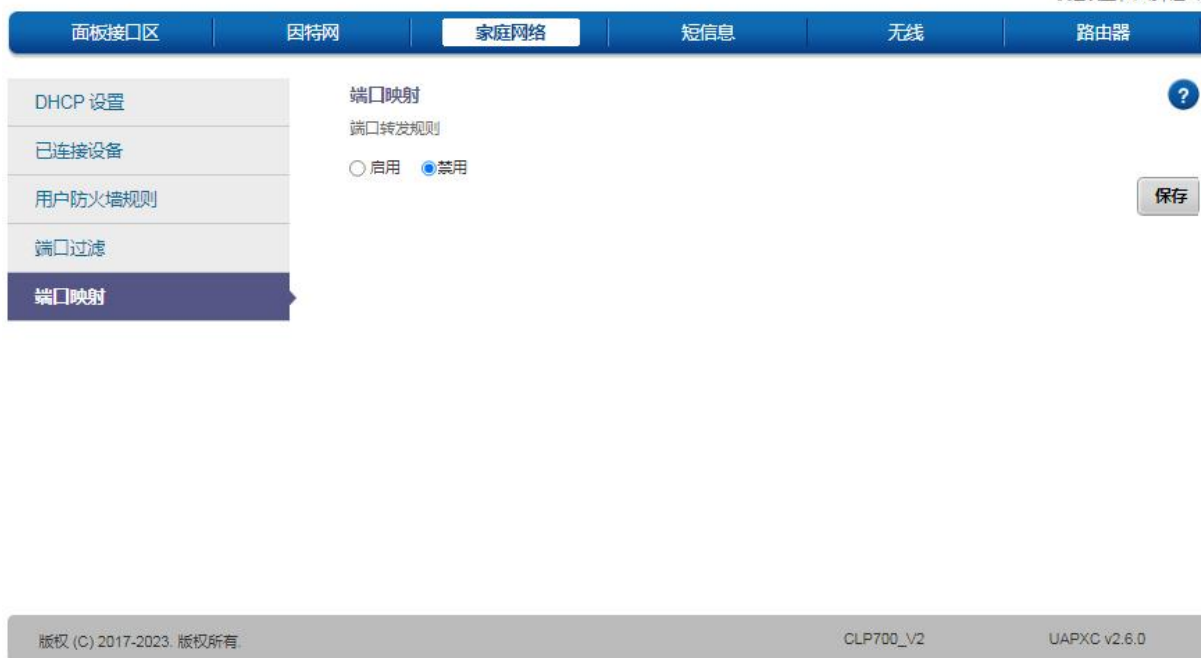 面板接口区 因特网 家庭网络 短信息 无线 路由器
DHCP 设置
已连接设备
用户防火墙规则
端口过滤
端口映射
端口映射
端口转发规则
启用 禁用
?
保存
版权 (C) 2017-2023. 版权所有. CLP700_V2 UAPXC v2.6.0